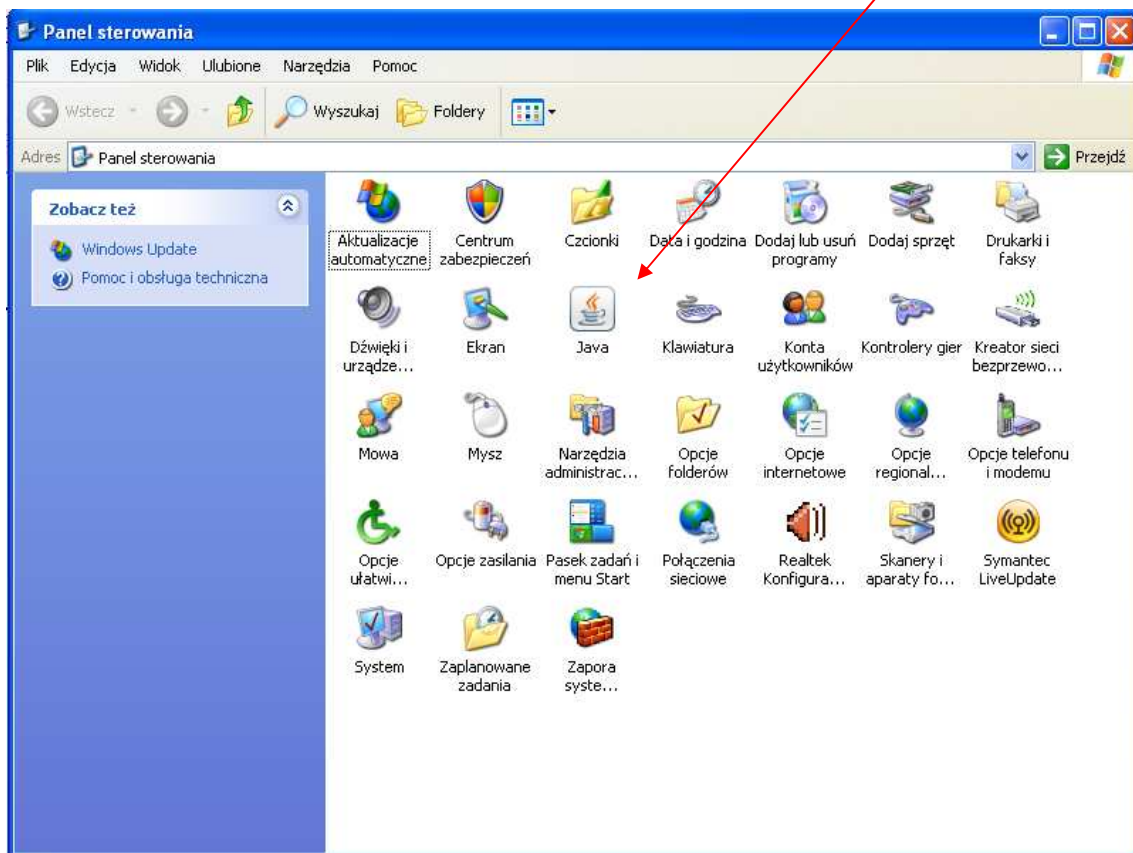 Panel sterowania
Plik Edycja Widok Ulubione Narzędzia Pomoc
Wstecz Wyszukaj Foldery
Adres Panel sterowania Przejdź
Zobacz też
Windows Update
Pomoc i obsługa techniczna
Aktualizacje automatyczne
Centrum zabezpieczeń
Czcionki
Data i godzina
Dodaj lub usuń programy
Dodaj sprzęt
Drukarki i faksy
Dźwięki i urządze...
Ekran
Java
Klawiatura
Konta użytkowników
Kontrolery gier
Kreator sieci bezprzewo...
Mowa
Mysz
Narzędzia administrac...
Opcje folderów
Opcje internetowe
Opcje regional...
Opcje telefonu i modemu
Opcje ułatwi...
Opcje zasilania
Pasek zadań i menu Start
Połączenia sieciowe
Realtek Konfigura...
Skanery i aparaty fo...
Symantec LiveUpdate
System
Zaplanowane zadania
Zapora syste...